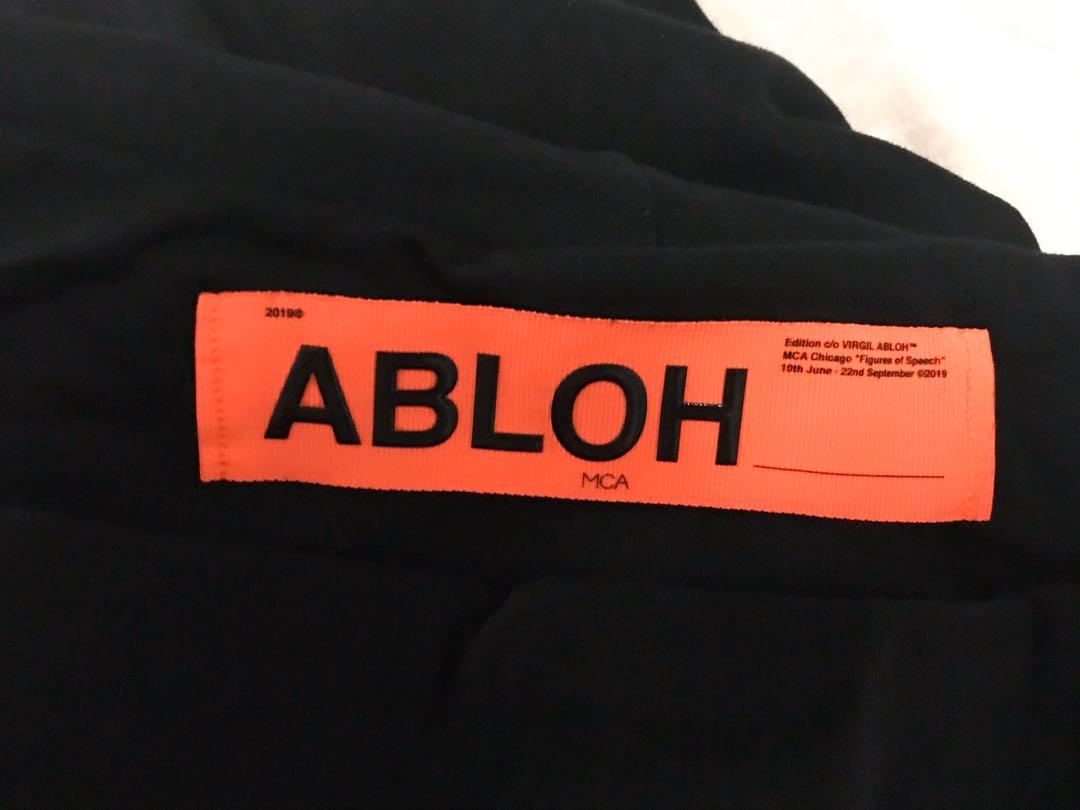 2019©
ABLOH
Edition c/o VIRGIL ABLOH™
MCA Chicago "Figures of Speech"
10th June - 22nd September ©2019
MCA